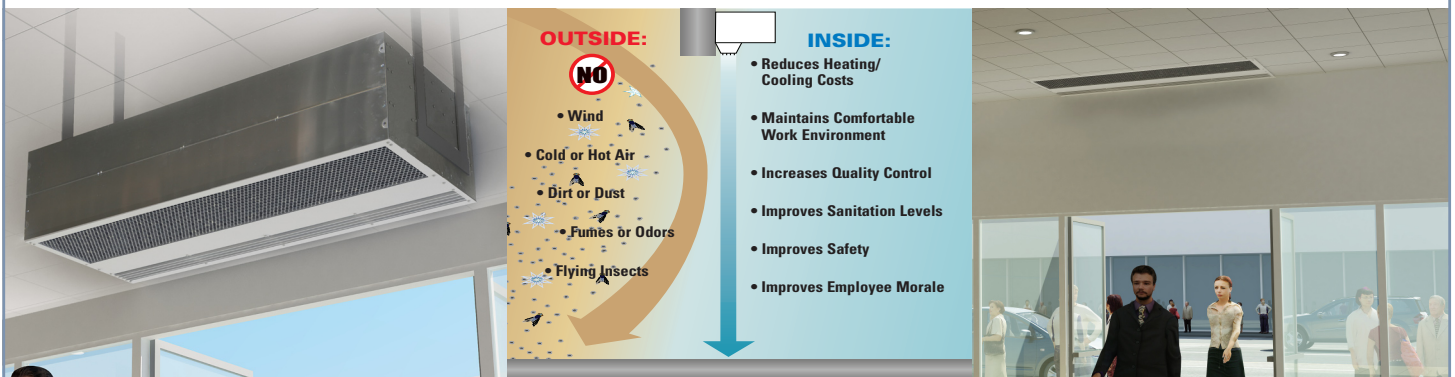 OUTSIDE:
NO
• Wind
• Cold or Hot Air
• Dirt or Dust
• Fumes or Odors
• Flying Insects
INSIDE:
• Reduces Heating/
Cooling Costs
• Maintains Comfortable
Work Environment
• Increases Quality Control
• Improves Sanitation Levels
• Improves Safety
• Improves Employee Morale